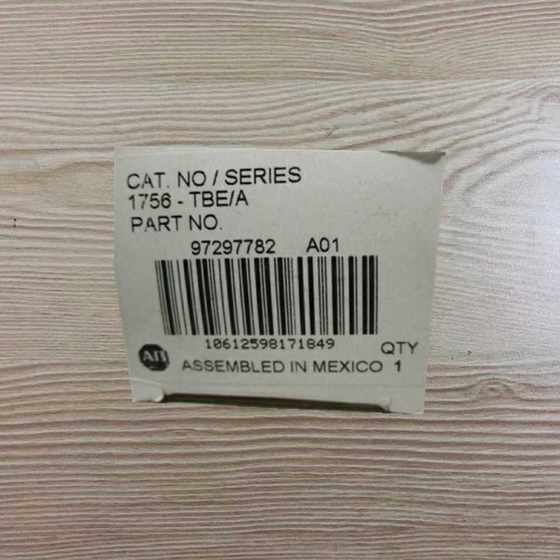 CAT. NO / SERIES
1756 - TBE/A
PART NO.
97297782 A01
10612598171849
QTY
AB ASSEMBLED IN MEXICO 1